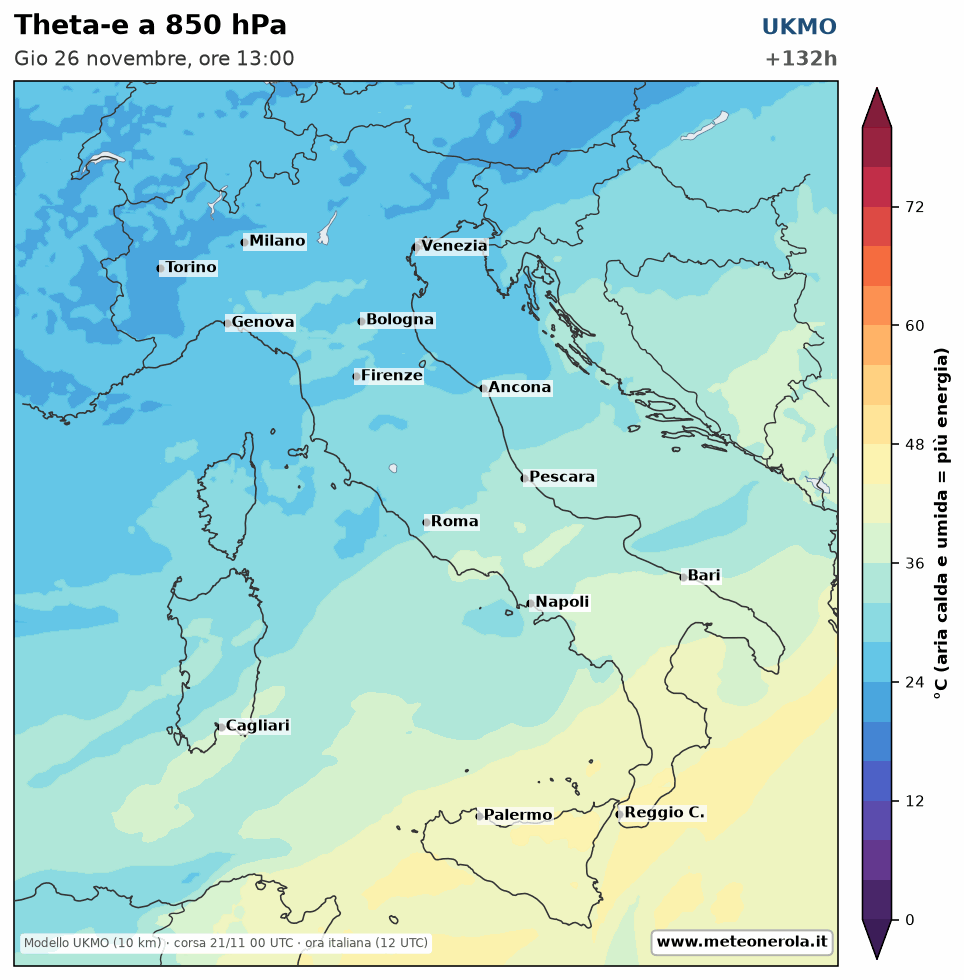 Theta-e a 850 hPa
UKMO
Gio 26 novembre, ore 13:00
+132h
Milano
Venezia
Torino
Genova
Bologna
Firenze
Ancona
Pescara
Roma
Bari
Napoli
Cagliari
Palermo
Reggio C.
72
60
48
36
24
12
0
°C (aria calda e umida = più energia)
Modello UKMO (10 km) · corsa 21/11 00 UTC · ora italiana (12 UTC)
www.meteonerola.it